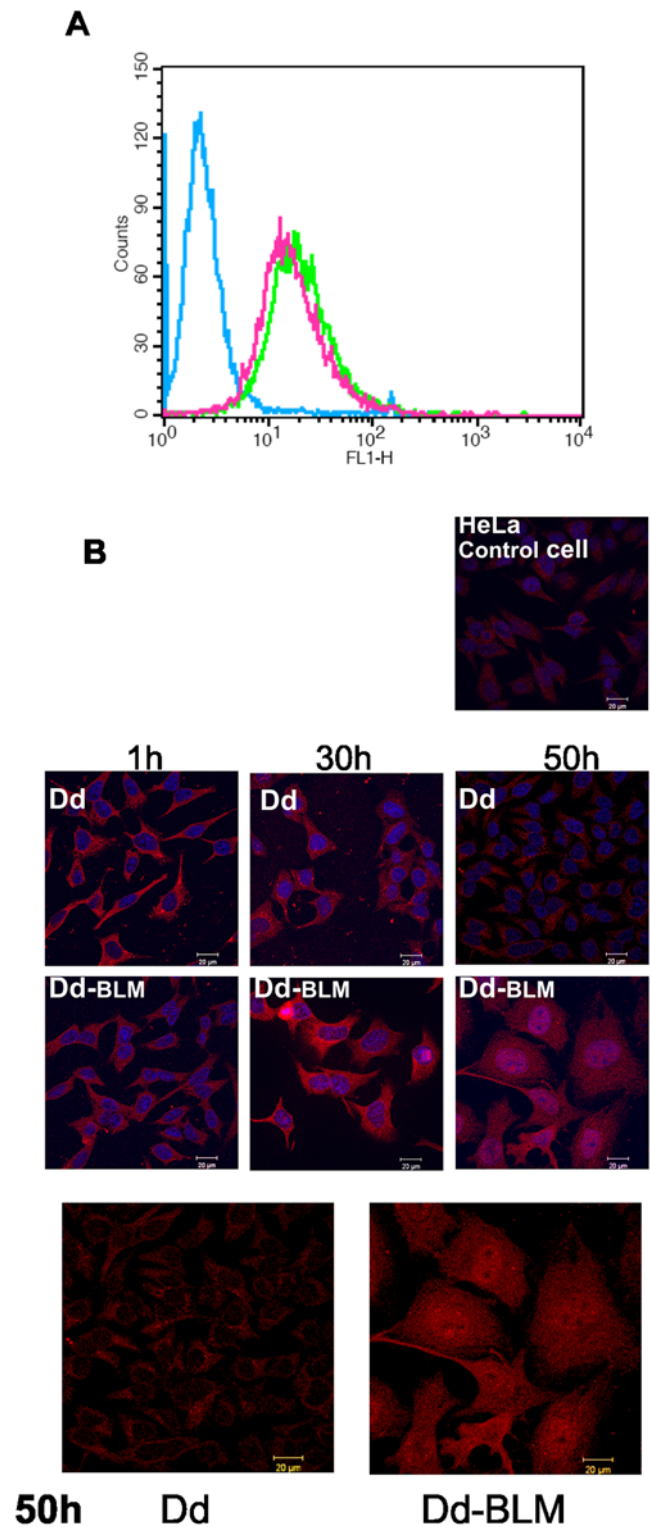 A
150
120
90
60
30
0
Counts
10⁰ 10¹ 10² 10³ 10⁴
FL1-H
B
HeLa
Control cell
20 µm
1h 30h 50h
Dd Dd Dd
20 µm 20 µm 20 µm
Dd-BLM Dd-BLM Dd-BLM
20 µm 20 µm 20 µm
20 µm 20 µm
50h Dd Dd-BLM